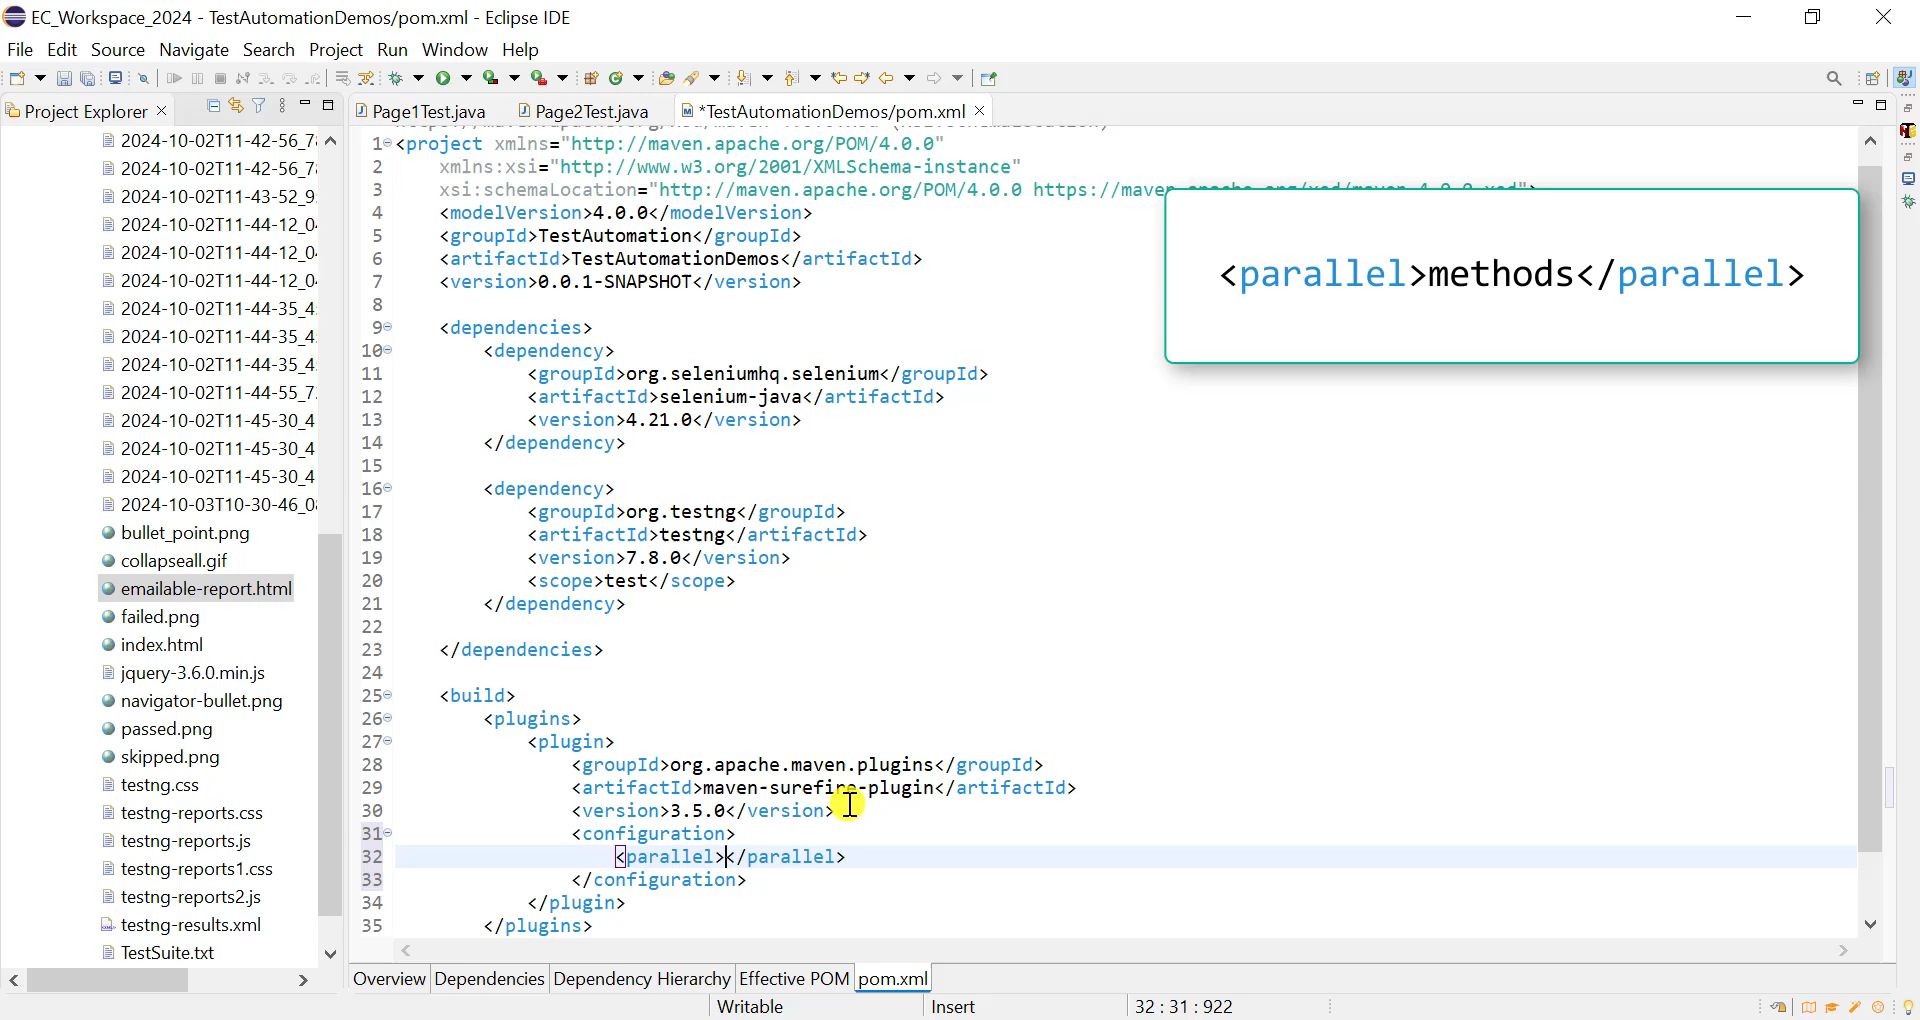 EC_Workspace_2024 - TestAutomationDemos/pom.xml - Eclipse IDE
File Edit Source Navigate Search Project Run Window Help
Project Explorer
Page1Test.java Page2Test.java *TestAutomationDemos/pom.xml
2024-10-02T11-42-56_7
2024-10-02T11-42-56_7
2024-10-02T11-43-52_9
2024-10-02T11-44-12_0
2024-10-02T11-44-12_0
2024-10-02T11-44-12_0
2024-10-02T11-44-35_4
2024-10-02T11-44-35_4
2024-10-02T11-44-35_4
2024-10-02T11-44-55_7
2024-10-02T11-45-30_4
2024-10-02T11-45-30_4
2024-10-02T11-45-30_4
2024-10-03T10-30-46_0
bullet_point.png
collapseall.gif
emailable-report.html
failed.png
index.html
jquery-3.6.0.min.js
navigator-bullet.png
passed.png
skipped.png
testng.css
testng-reports.css
testng-reports.js
testng-reports1.css
testng-reports2.js
testng-results.xml
TestSuite.txt
1 <project xmlns="http://maven.apache.org/POM/4.0.0"
2 xmlns:xsi="http://www.w3.org/2001/XMLSchema-instance"
3 xsi:schemaLocation="http://maven.apache.org/POM/4.0.0 https://maven.apache.org/xsd/maven-4.0.0.xsd">
4 <modelVersion>4.0.0</modelVersion>
5 <groupId>TestAutomation</groupId>
6 <artifactId>TestAutomationDemos</artifactId>
7 <version>0.0.1-SNAPSHOT</version>
8
9 <dependencies>
10 <dependency>
11 <groupId>org.seleniumhq.selenium</groupId>
12 <artifactId>selenium-java</artifactId>
13 <version>4.21.0</version>
14 </dependency>
15
16 <dependency>
17 <groupId>org.testng</groupId>
18 <artifactId>testng</artifactId>
19 <version>7.8.0</version>
20 <scope>test</scope>
21 </dependency>
22
23 </dependencies>
24
25 <build>
26 <plugins>
27 <plugin>
28 <groupId>org.apache.maven.plugins</groupId>
29 <artifactId>maven-surefire-plugin</artifactId>
30 <version>3.5.0</version>
31 <configuration>
32 <parallel></parallel>
33 </configuration>
34 </plugin>
35 </plugins>
<parallel>methods</parallel>
Overview Dependencies Dependency Hierarchy Effective POM pom.xml
Writable Insert 32 : 31 : 922